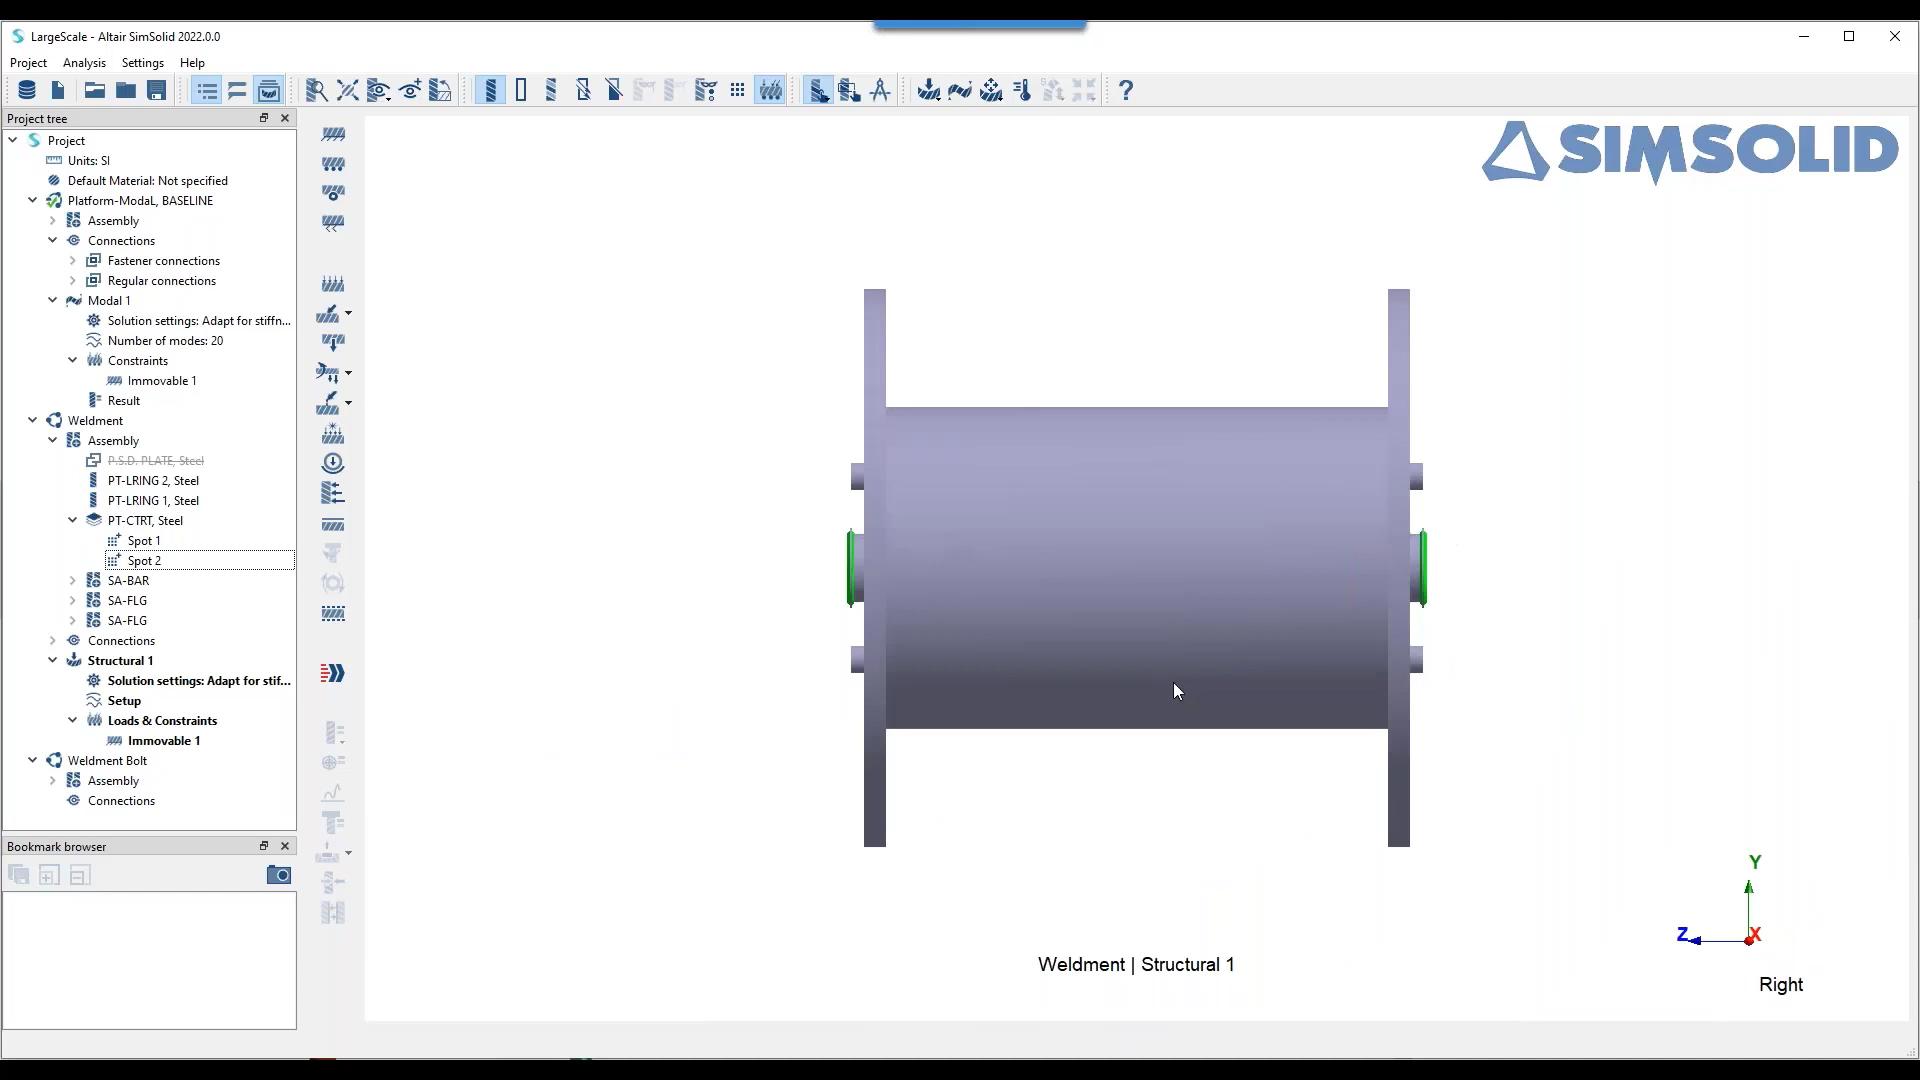 LargeScale - Altair SimSolid 2022.0.0
Project Analysis Settings Help
Project tree
Project
Units: SI
Default Material: Not specified
Platform-ModaL, BASELINE
Assembly
Connections
Fastener connections
Regular connections
Modal 1
Solution settings: Adapt for stiffn...
Number of modes: 20
Constraints
Immovable 1
Result
Weldment
Assembly
P.S.D. PLATE, Steel
PT-LRING 2, Steel
PT-LRING 1, Steel
PT-CTRT, Steel
Spot 1
Spot 2
SA-BAR
SA-FLG
SA-FLG
Connections
Structural 1
Solution settings: Adapt for stif...
Setup
Loads & Constraints
Immovable 1
Weldment Bolt
Assembly
Connections
Bookmark browser
SIMSOLID
Y
Z
X
Right
Weldment | Structural 1